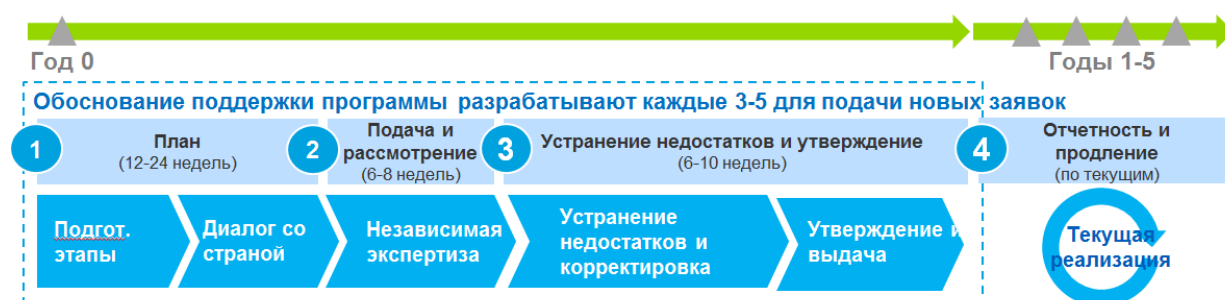 Год 0
Годы 1-5
Обоснование поддержки программы разрабатывают каждые 3-5 для подачи новых заявок
1
План
(12-24 недель)
2
Подача и
рассмотрение
(6-8 недель)
3
Устранение недостатков и утверждение
(6-10 недель)
4
Отчетность и
продление
(по текущим)
Подгот.
этапы
Диалог со
страной
Независимая
экспертиза
Устранение
недостатков и
корректировка
Утверждение и
выдача
Текущая
реализация